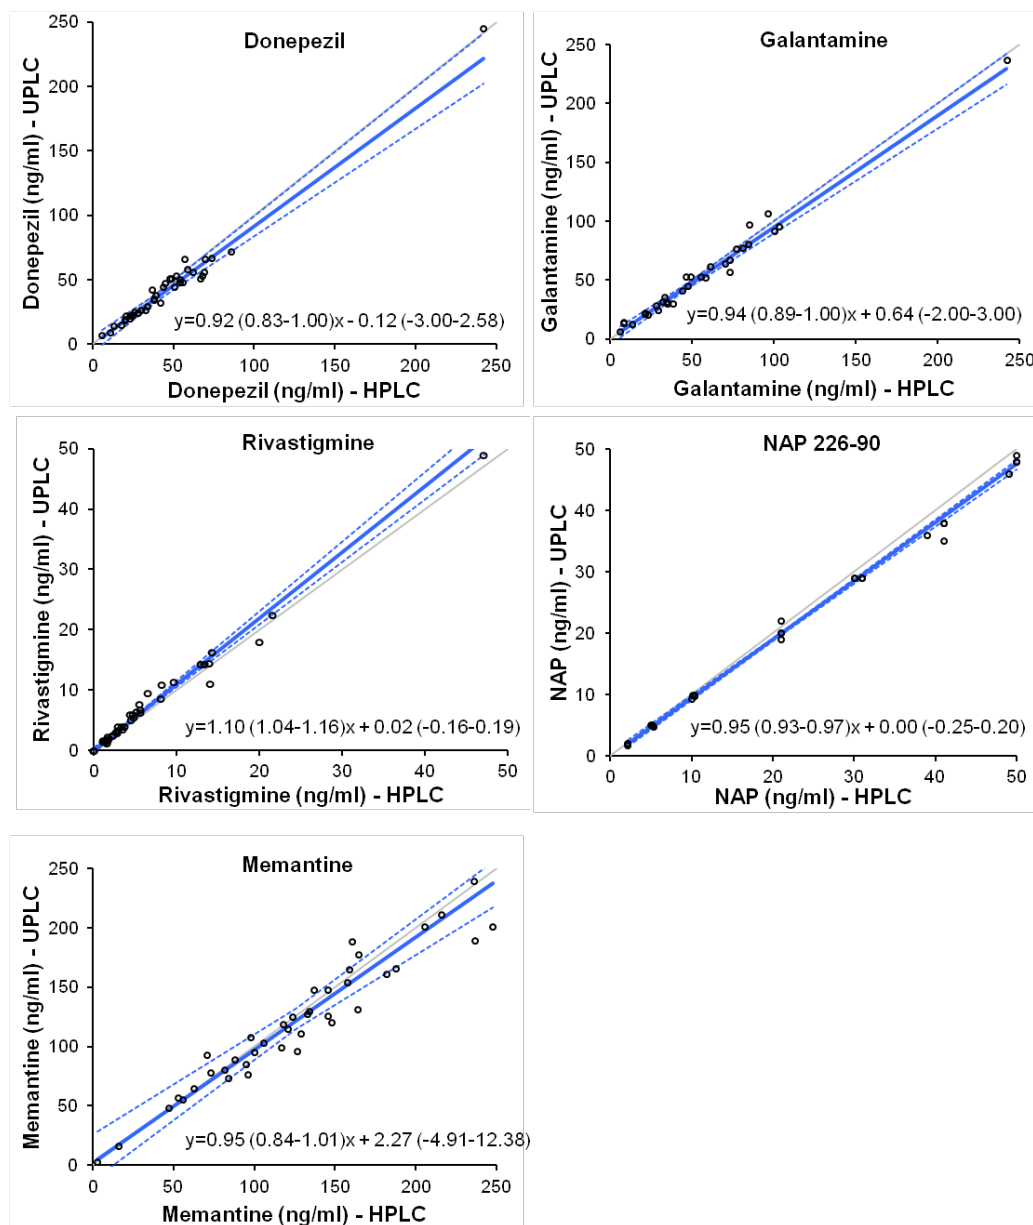 Donepezil
Donepezil (ng/ml) - UPLC
250
200
150
100
50
0
y=0.92 (0.83-1.00)x - 0.12 (-3.00-2.58)
0 50 100 150 200 250
Donepezil (ng/ml) - HPLC
Galantamine
Galantamine (ng/ml) - UPLC
250
200
150
100
50
0
y=0.94 (0.89-1.00)x + 0.64 (-2.00-3.00)
0 50 100 150 200 250
Galantamine (ng/ml) - HPLC
Rivastigmine
Rivastigmine (ng/ml) - UPLC
50
40
30
20
10
0
y=1.10 (1.04-1.16)x + 0.02 (-0.16-0.19)
0 10 20 30 40 50
Rivastigmine (ng/ml) - HPLC
NAP 226-90
NAP (ng/ml) - UPLC
50
40
30
20
10
0
y=0.95 (0.93-0.97)x + 0.00 (-0.25-0.20)
0 10 20 30 40 50
NAP (ng/ml) - HPLC
Memantine
Memantine (ng/ml) - UPLC
250
200
150
100
50
0
y=0.95 (0.84-1.01)x + 2.27 (-4.91-12.38)
0 50 100 150 200 250
Memantine (ng/ml) - HPLC